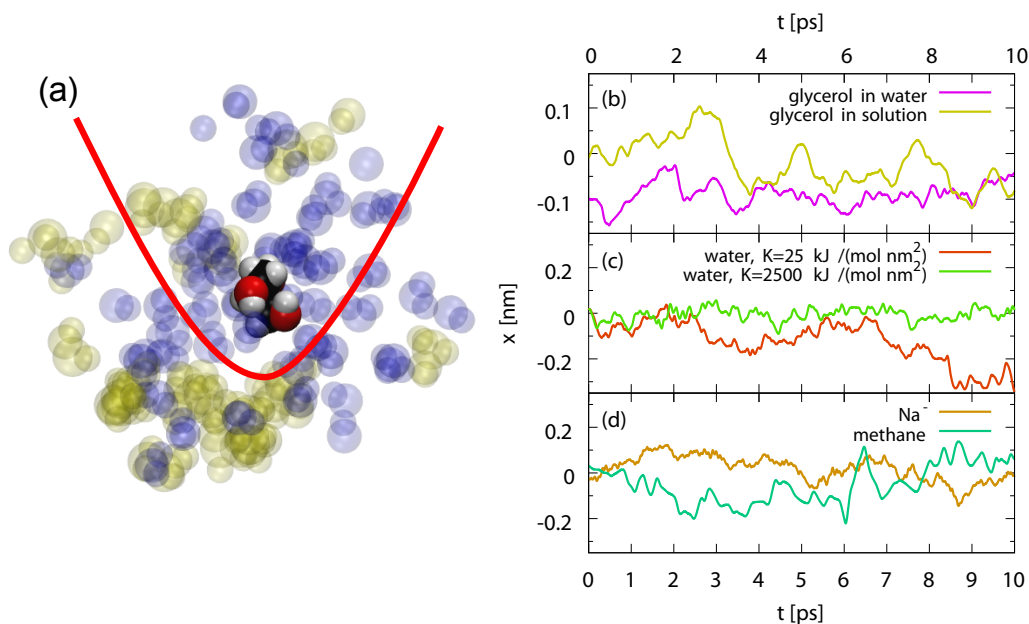 (a)
t [ps]
0 2 4 6 8 10
(b)
glycerol in water
glycerol in solution
0.1
0
-0.1
(c)
water, K=25 kJ /(mol nm²)
water, K=2500 kJ /(mol nm²)
0.2
0
-0.2
x [nm]
(d)
Na⁻
methane
0.2
0
-0.2
0 1 2 3 4 5 6 7 8 9 10
t [ps]